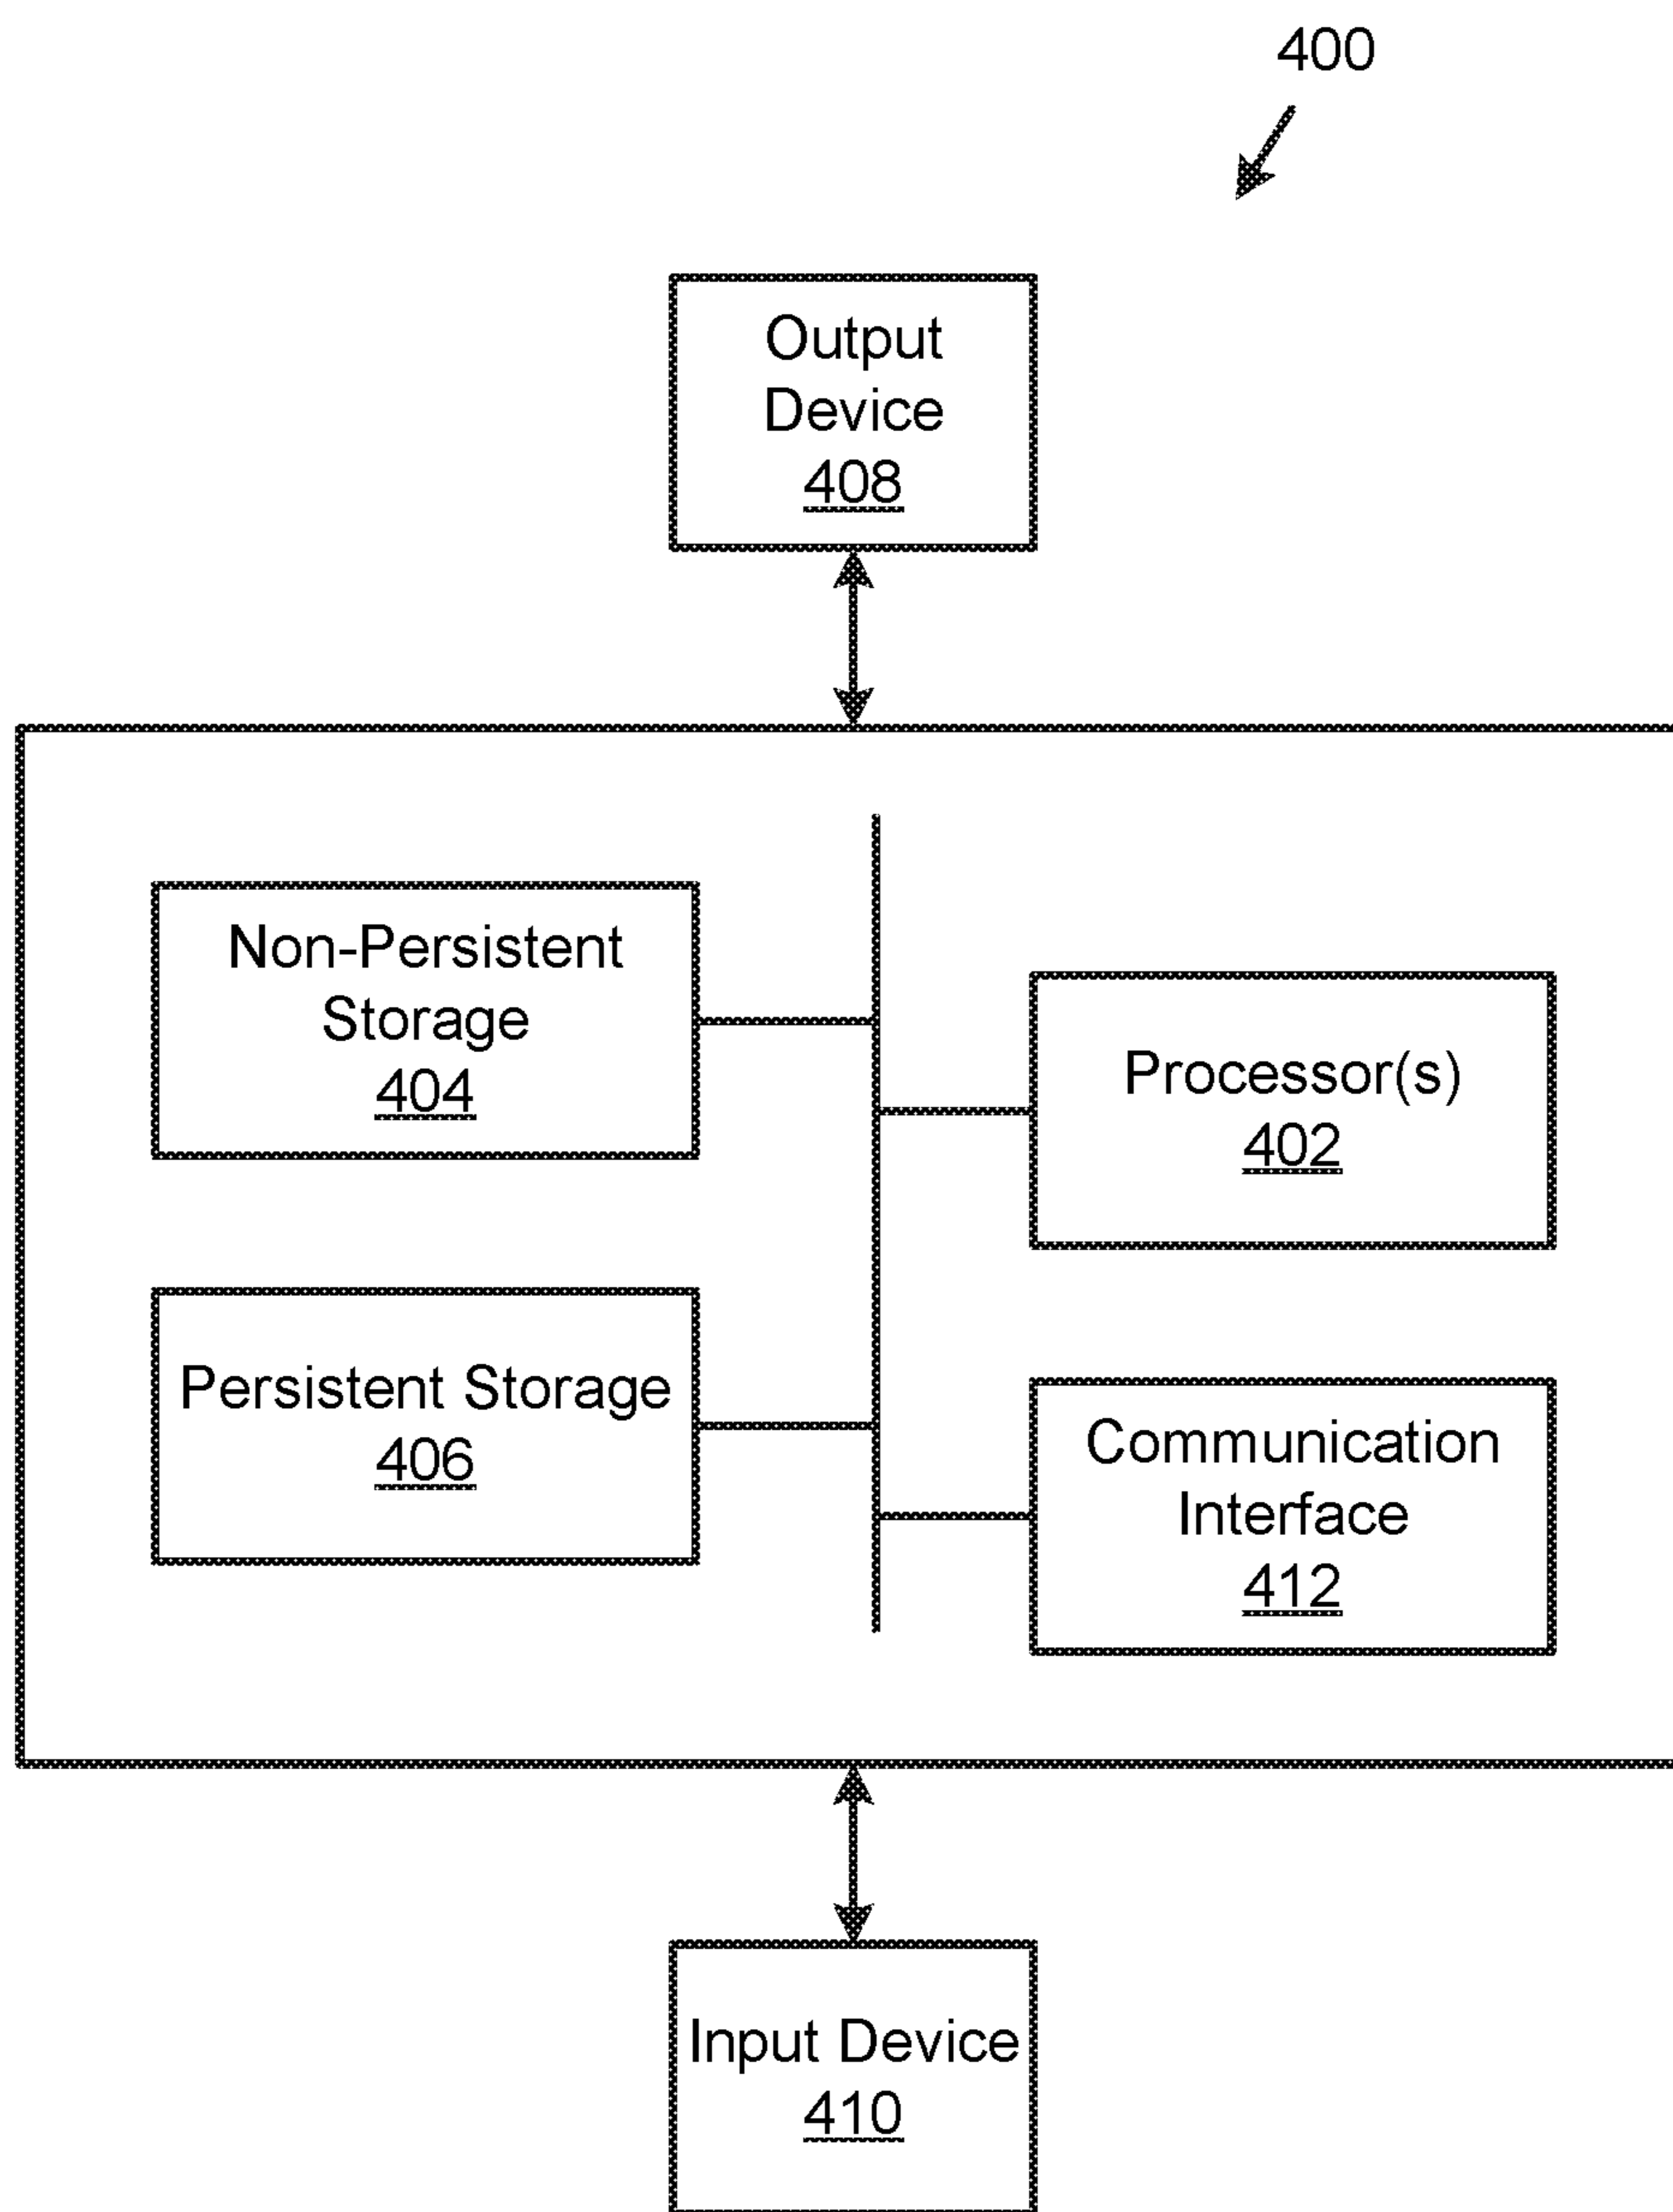 400
Output
Device
408
Non-Persistent
Storage
404
Processor(s)
402
Persistent Storage
406
Communication
Interface
412
Input Device
410